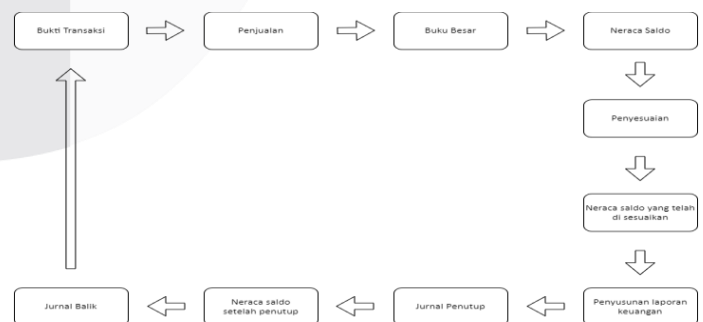 Bukti Transaksi
Penjualan
Buku Besar
Neraca Saldo
Penyesuaian
Neraca saldo yang telah
di sesuaikan
Penyusunan laporan
keuangan
Jurnal Penutup
Neraca saldo
setelah penutup
Jurnal Balik